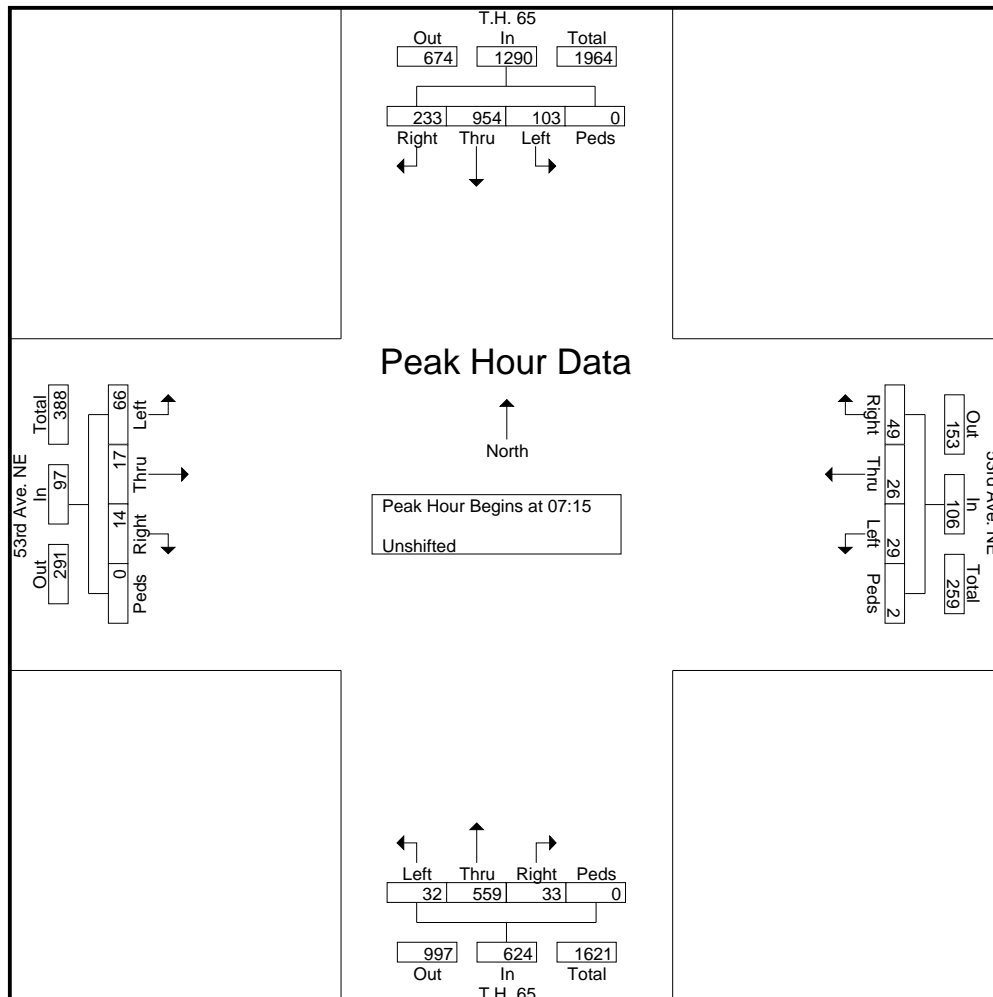 T.H. 65
Out In Total
674 1290 1964
233 954 103 0
Right Thru Left Peds
Peak Hour Data
North
Peak Hour Begins at 07:15
Unshifted
53rd Ave. NE
Total In Out
388 97 291
66 17 14 0
Left Thru Right Peds
Right Thru Left Peds
49 26 29 2
Out In Total
153 106 259
53rd Ave. NE
Left Thru Right Peds
32 559 33 0
997 624 1621
Out In Total
T.H. 65